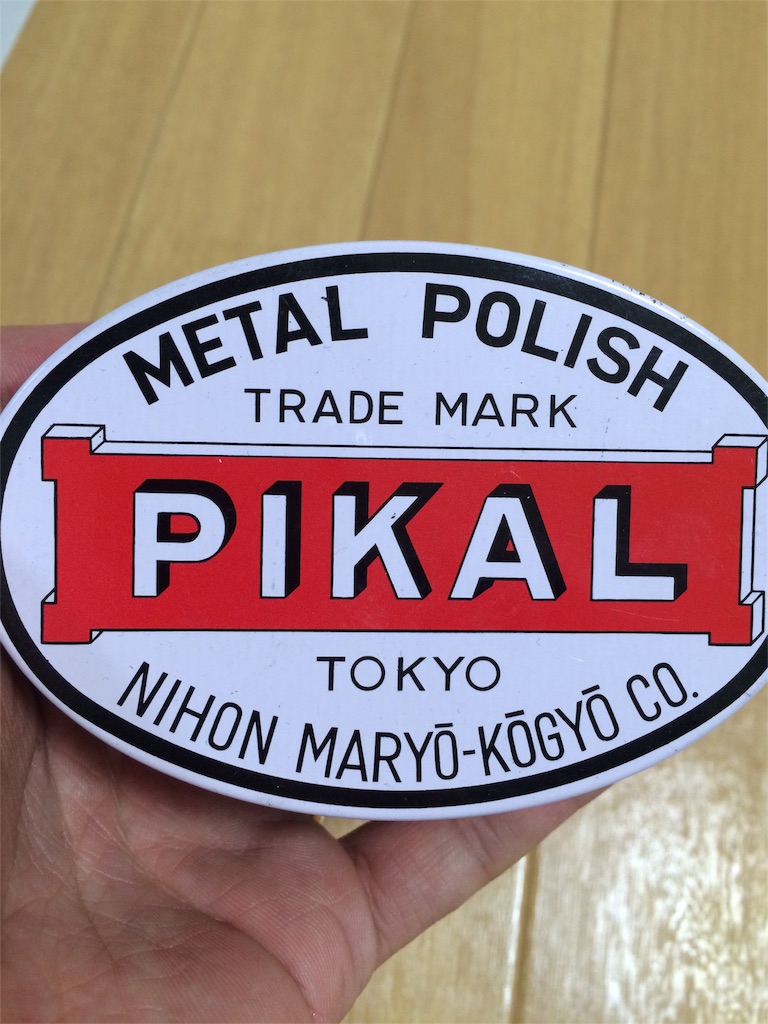 METAL POLISH
TRADE MARK
PIKAL
TOKYO
NIHON MARYŌ-KŌGYŌ CO.